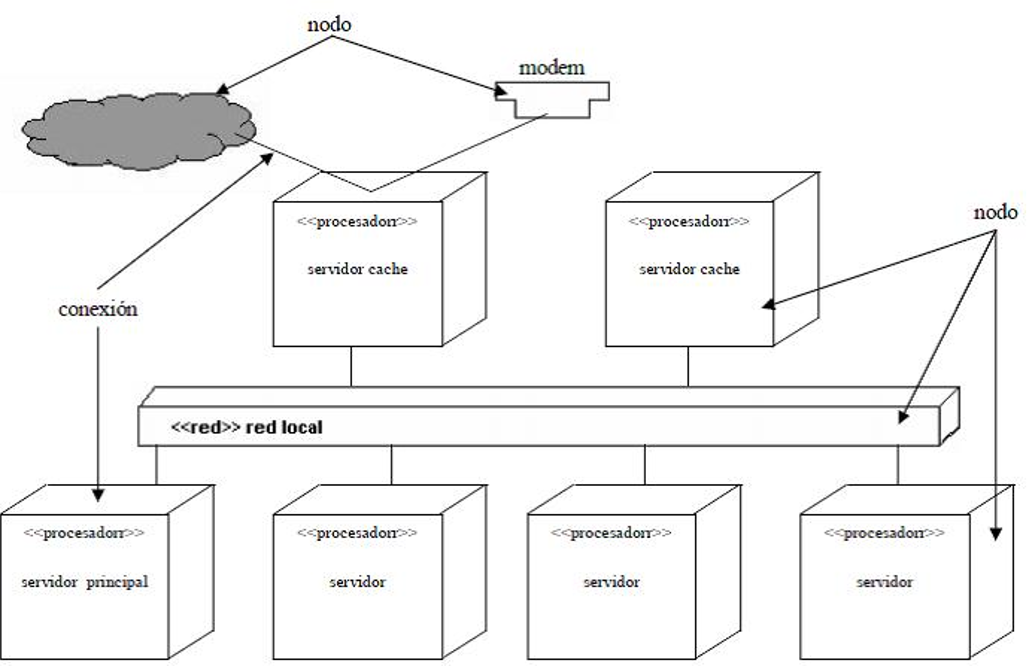 nodo
modem
<<procesadorr>>
servidor cache
<<procesadorr>>
servidor cache
nodo
conexión
<<red>> red local
<<procesadorr>>
servidor principal
<<procesadorr>>
servidor
<<procesadorr>>
servidor
<<procesadorr>>
servidor